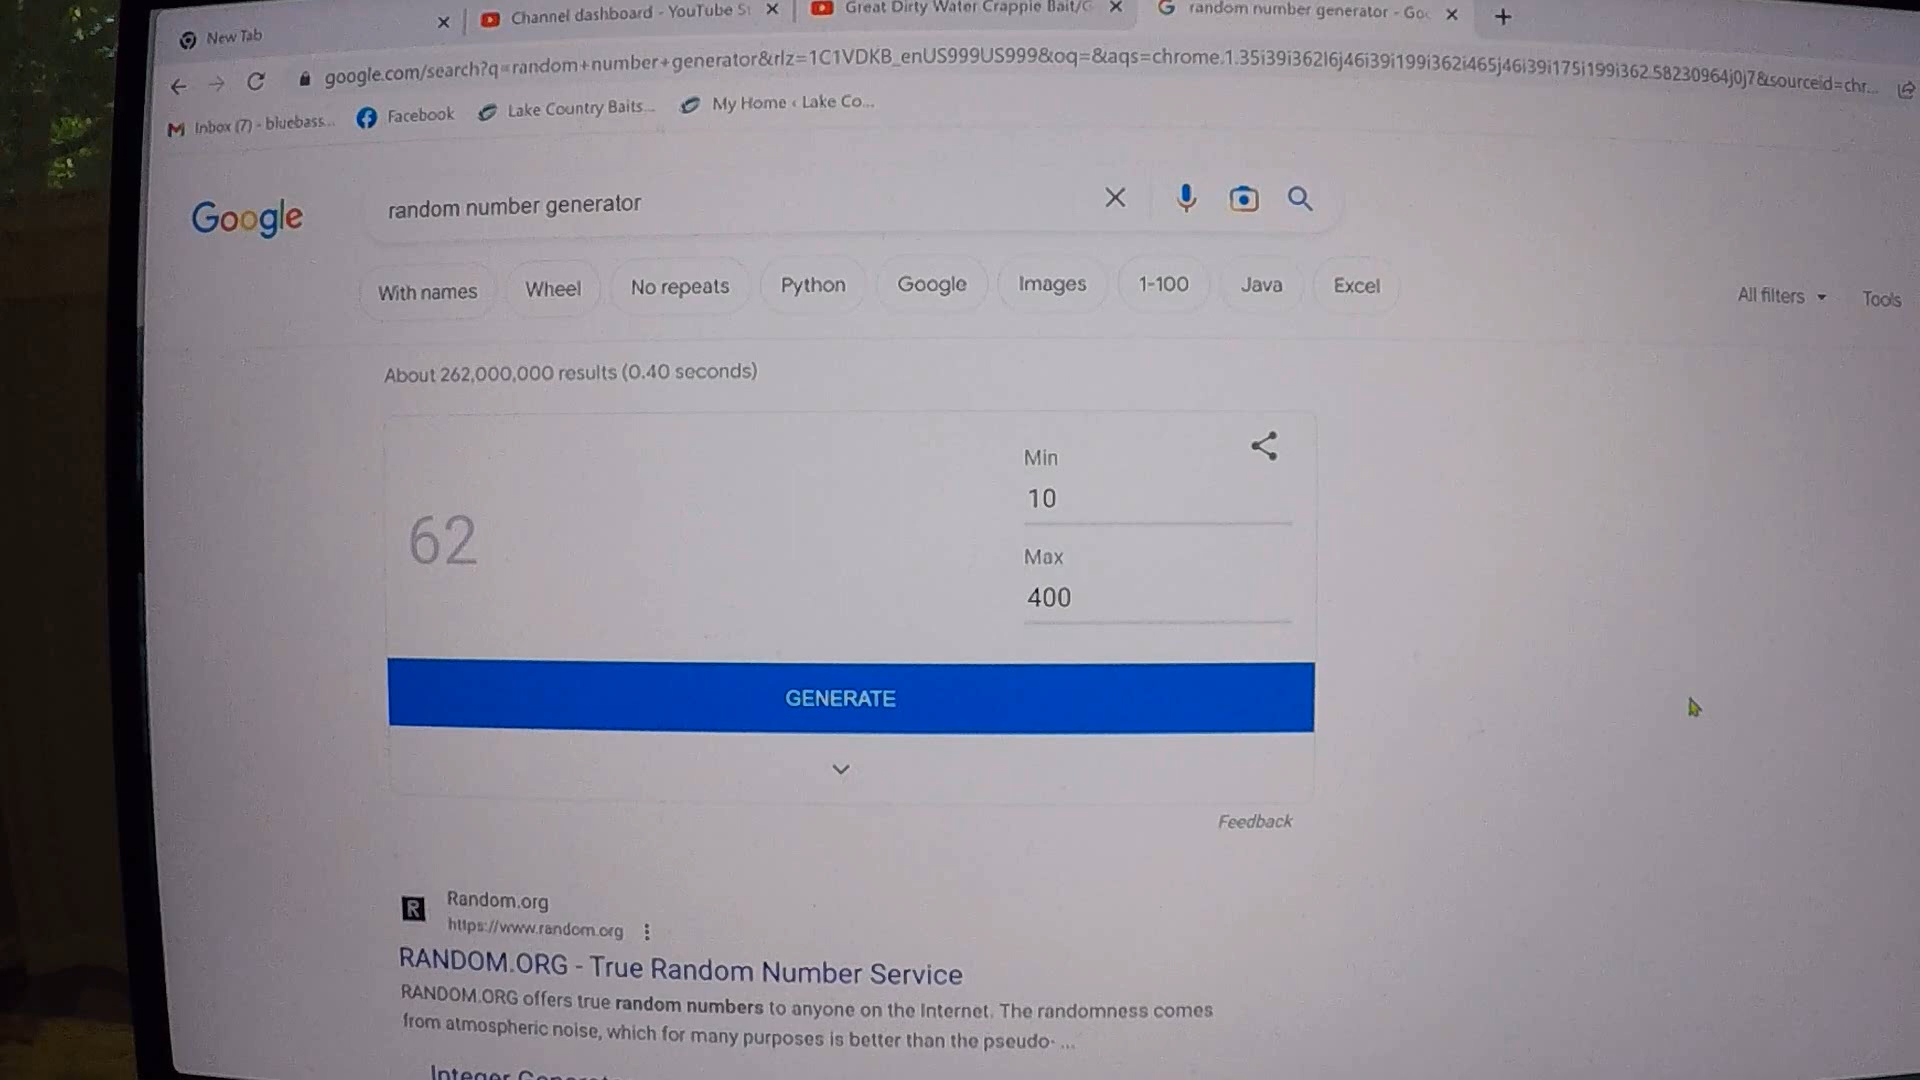 New Tab
Channel dashboard - YouTube St
Great Dirty Water Crappie Bait/G
random number generator - Goo
google.com/search?q=random+number+generator&rlz=1C1VDKB_enUS999US999&oq=&aqs=chrome.1.35i39i362l6j46i39i199i362i465j46i39i175i199i362.58230964j0j7&sourceid=chr...
Inbox (7) - bluebass...
Facebook
Lake Country Baits...
My Home ‹ Lake Co...
Google
random number generator
With names
Wheel
No repeats
Python
Google
Images
1-100
Java
Excel
All filters
Tools
About 262,000,000 results (0.40 seconds)
62
Min
10
Max
400
GENERATE
Feedback
R
Random.org
https://www.random.org
RANDOM.ORG - True Random Number Service
RANDOM.ORG offers true random numbers to anyone on the Internet. The randomness comes
from atmospheric noise, which for many purposes is better than the pseudo- ...
Integer